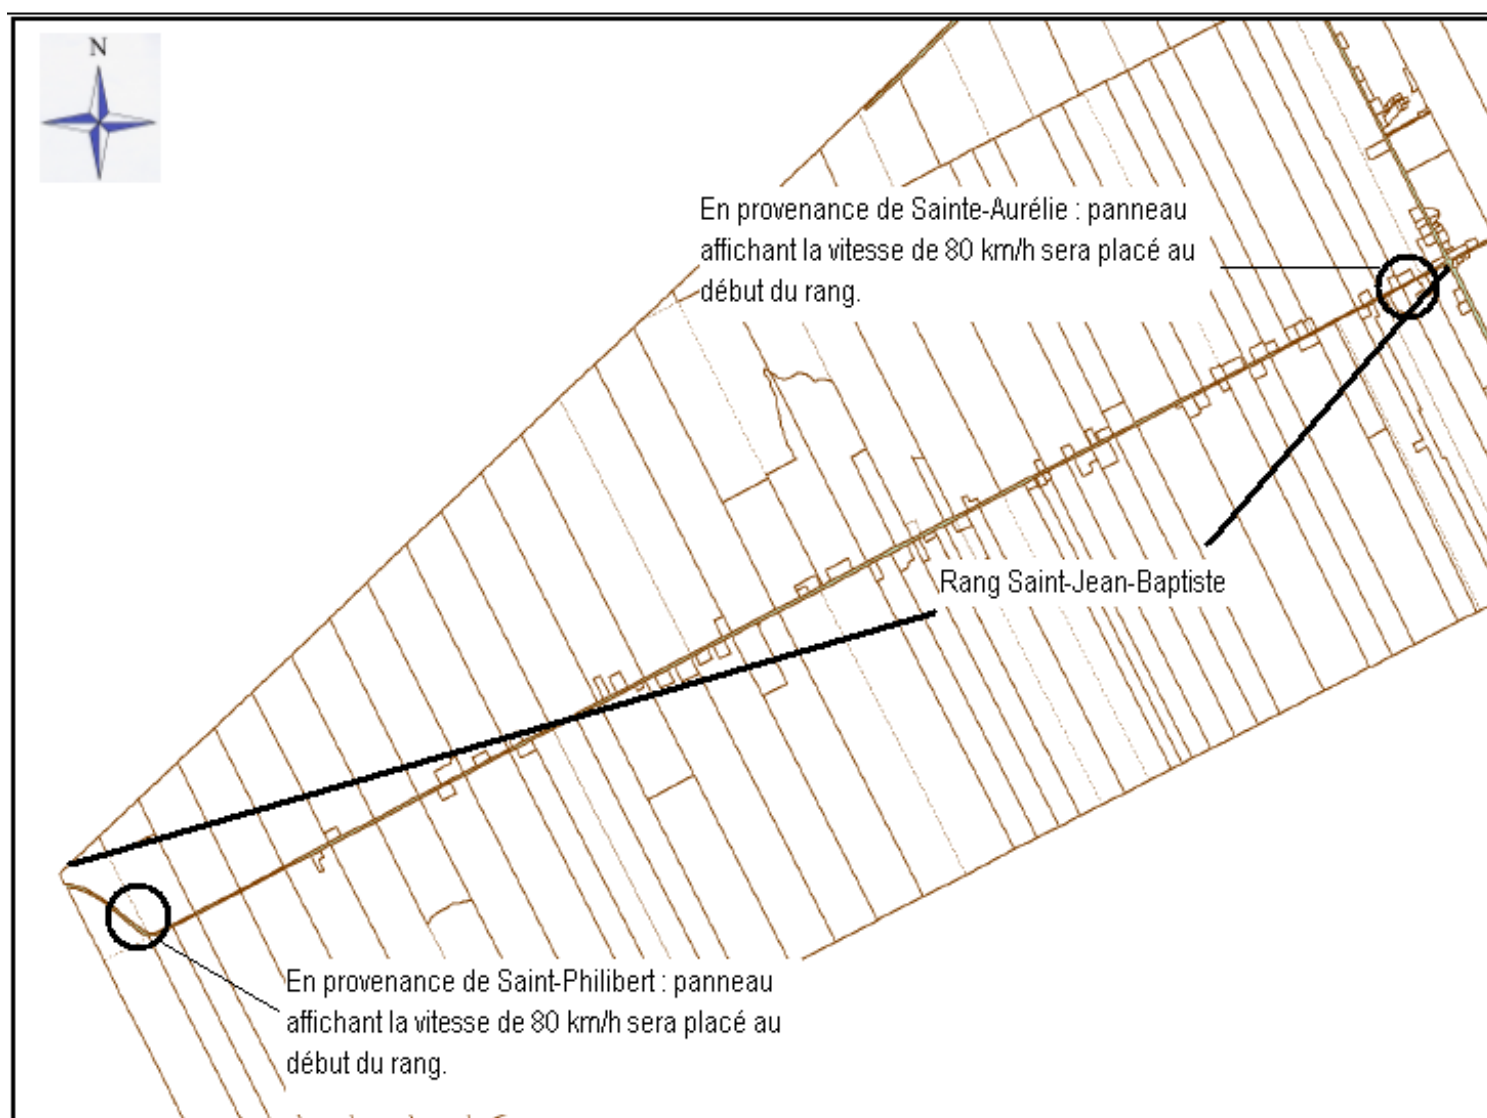 N
En provenance de Sainte-Aurélie : panneau
affichant la vitesse de 80 km/h sera placé au
début du rang.
Rang Saint-Jean-Baptiste
En provenance de Saint-Philibert : panneau
affichant la vitesse de 80 km/h sera placé au
début du rang.